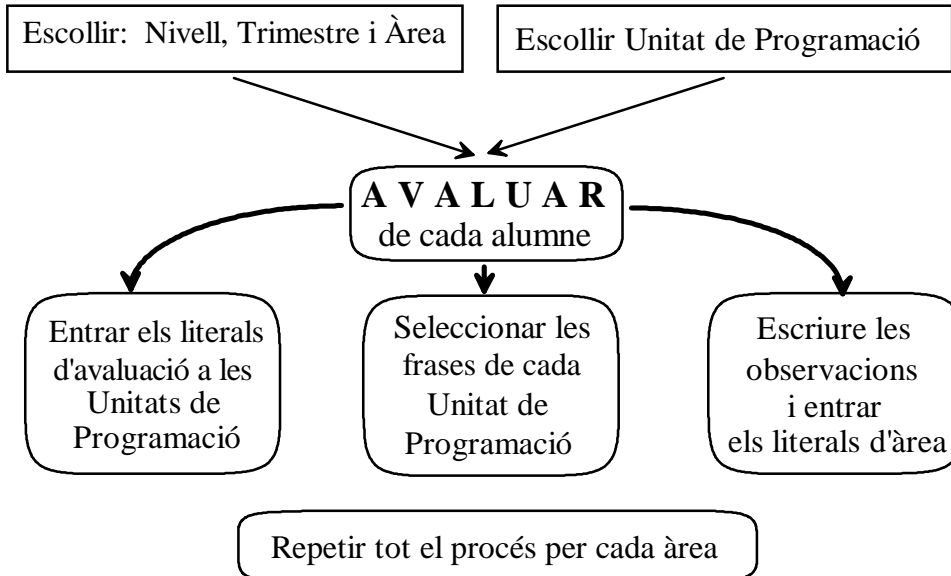 Escollir: Nivell, Trimestre i Àrea
Escollir Unitat de Programació
A V A L U A R
de cada alumne
Entrar els literals
d'avaluació a les
Unitats de
Programació
Seleccionar les
frases de cada
Unitat de
Programació
Escriure les
observacions
i entrar
els literals d'àrea
Repetir tot el procés per cada àrea